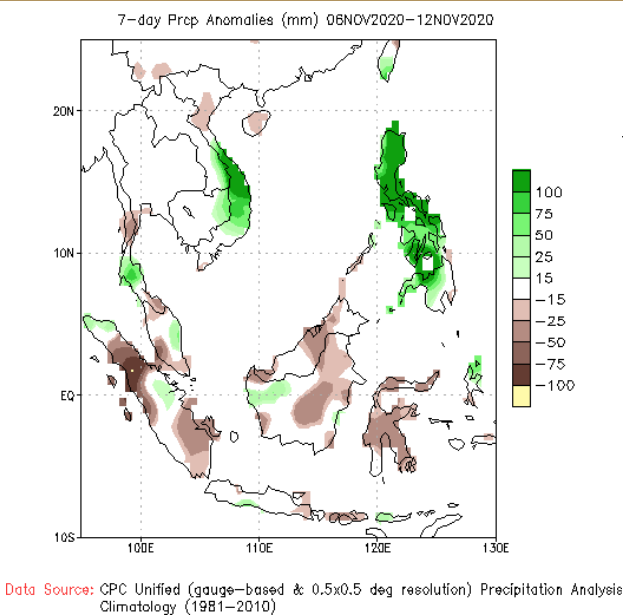 7-day Prcp Anomalies (mm) 06NOV2020-12NOV2020
20N
10N
EQ
10S
100E
110E
120E
130E
100
75
50
25
15
-15
-25
-50
-75
-100
Data Source: CPC Unified (gauge-based & 0.5x0.5 deg resolution) Precipitation Analysis
Climatology (1981-2010)